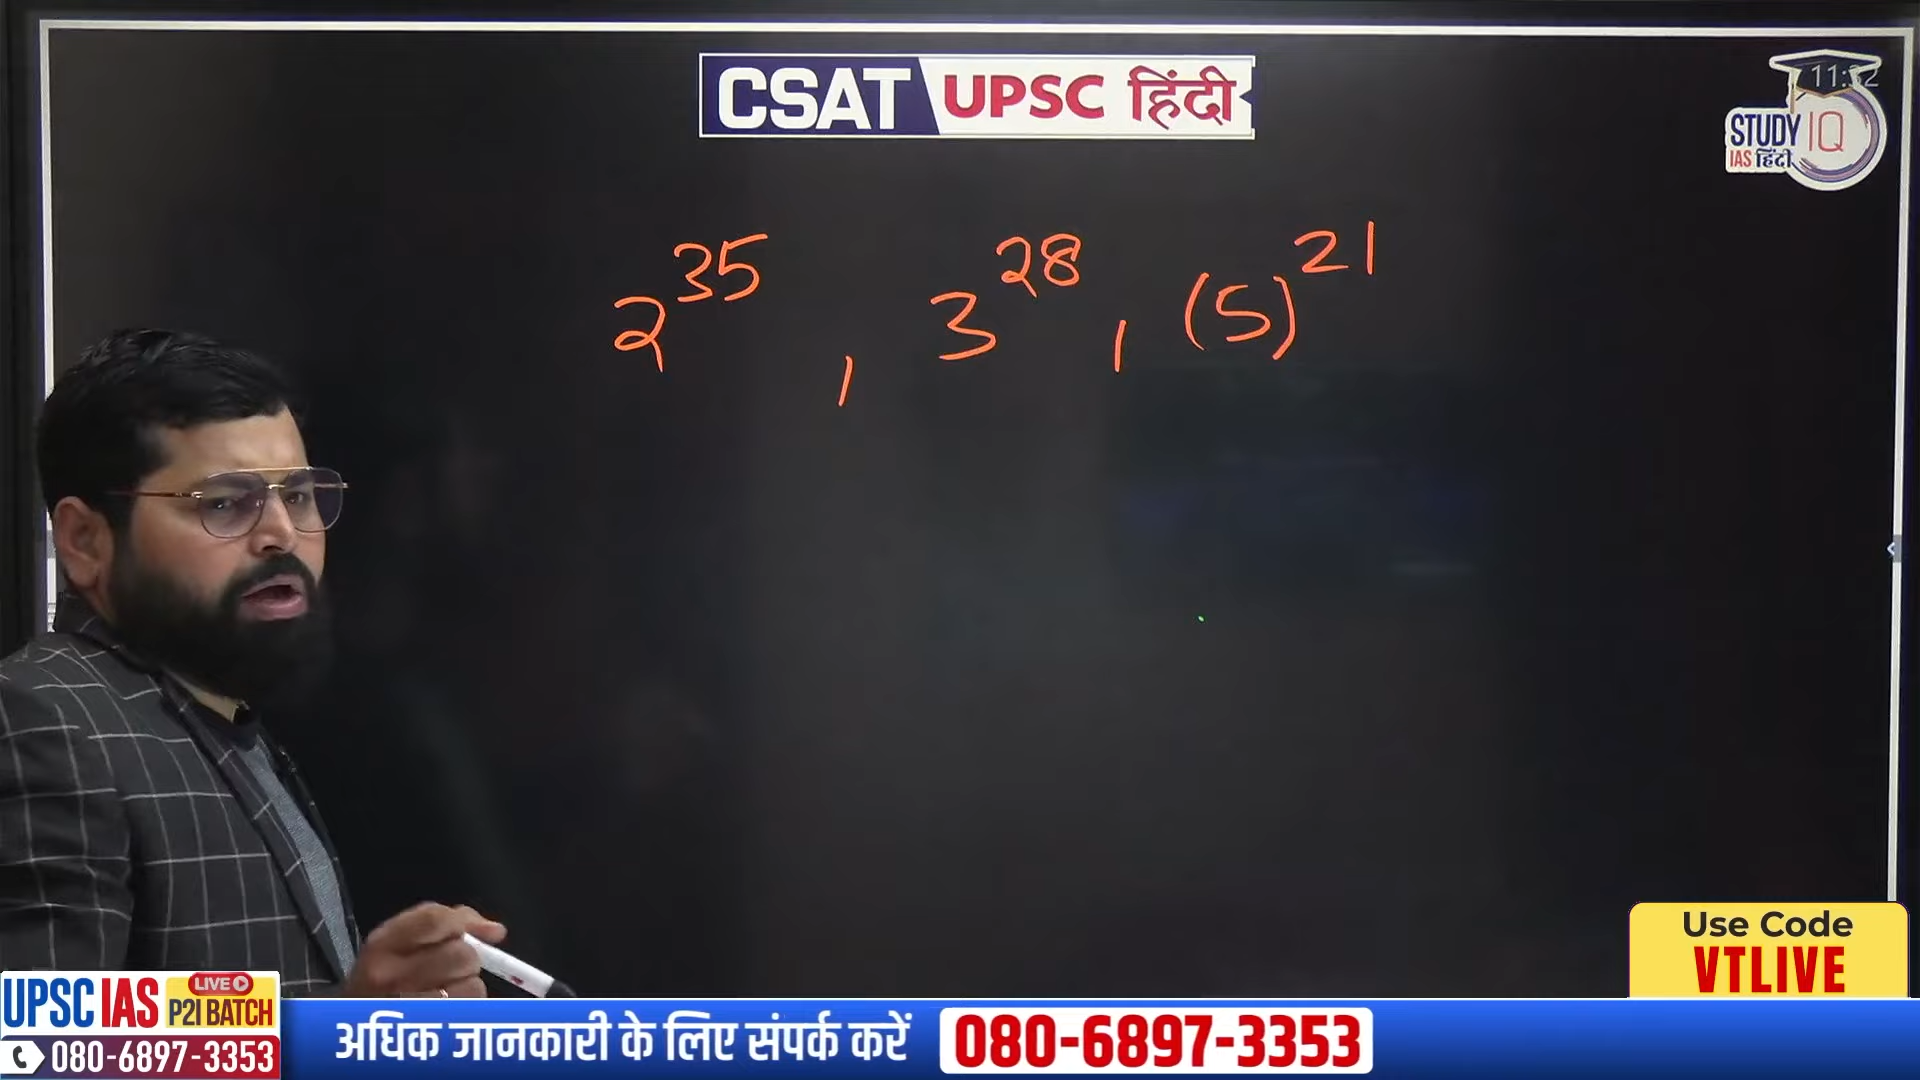 CSAT UPSC हिंदी
STUDY IQ
IAS हिंदी
2^35 , 3^28 , (5)^21
Use Code
VTLIVE
UPSC IAS LIVE
P2I BATCH
080-6897-3353
अधिक जानकारी के लिए संपर्क करें 080-6897-3353